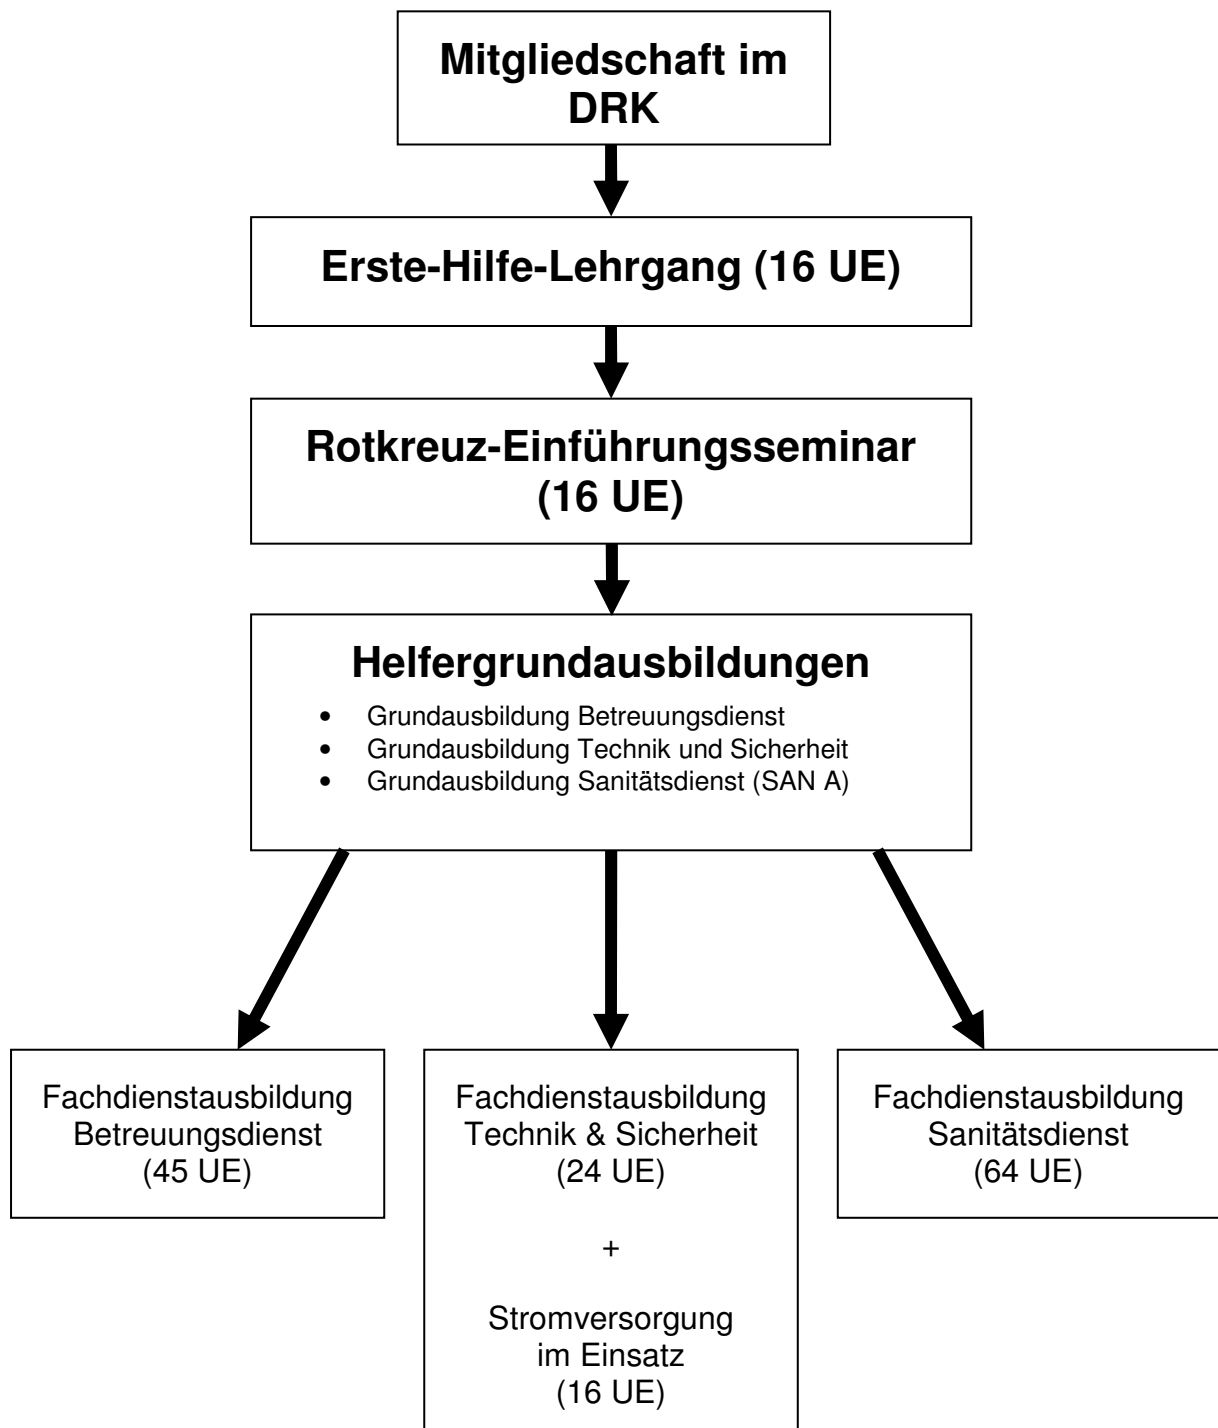 Mitgliedschaft im
DRK
Erste-Hilfe-Lehrgang (16 UE)
Rotkreuz-Einführungsseminar
(16 UE)
Helfergrundausbildungen
• Grundausbildung Betreuungsdienst
• Grundausbildung Technik und Sicherheit
• Grundausbildung Sanitätsdienst (SAN A)
Fachdienstausbildung
Betreuungsdienst
(45 UE)
Fachdienstausbildung
Technik & Sicherheit
(24 UE)
+
Stromversorgung
im Einsatz
(16 UE)
Fachdienstausbildung
Sanitätsdienst
(64 UE)